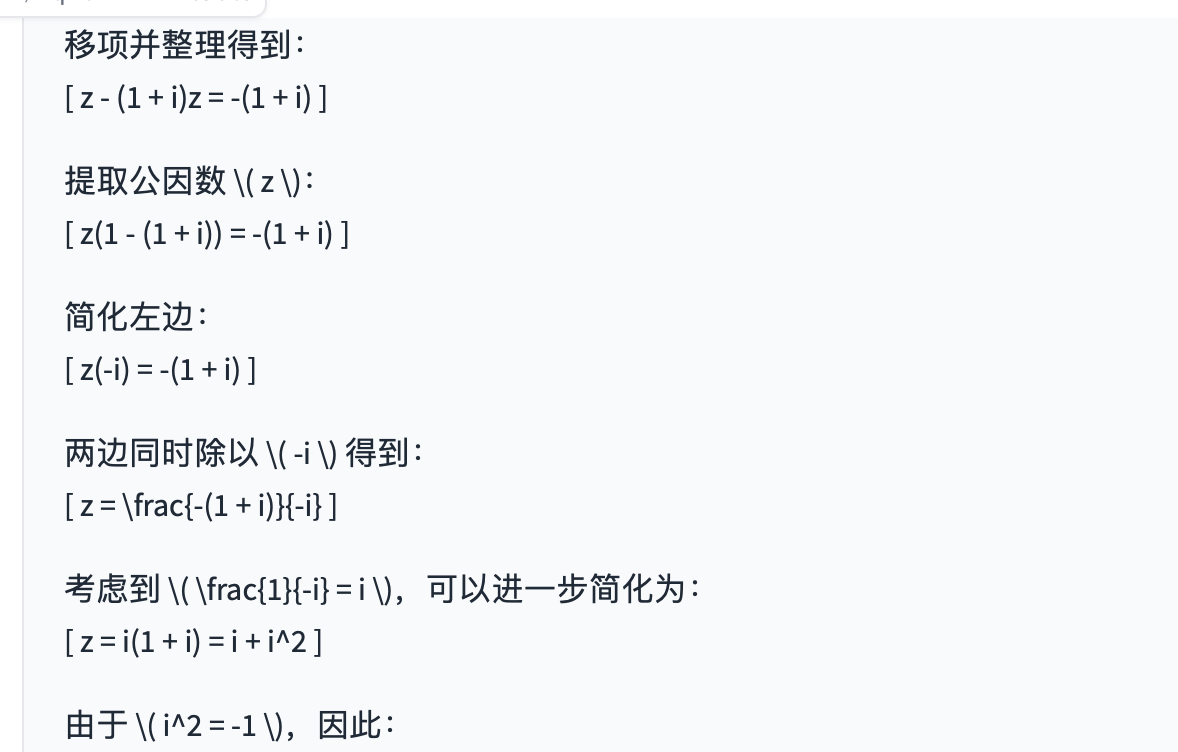 移项并整理得到：
[ z - (1 + i)z = -(1 + i) ]
提取公因数 \( z \)：
[ z(1 - (1 + i)) = -(1 + i) ]
简化左边：
[ z(-i) = -(1 + i) ]
两边同时除以 \( -i \) 得到：
[ z = \frac{-(1 + i)}{-i} ]
考虑到 \( \frac{1}{-i} = i \)，可以进一步简化为：
[ z = i(1 + i) = i + i^2 ]
由于 \( i^2 = -1 \)，因此：